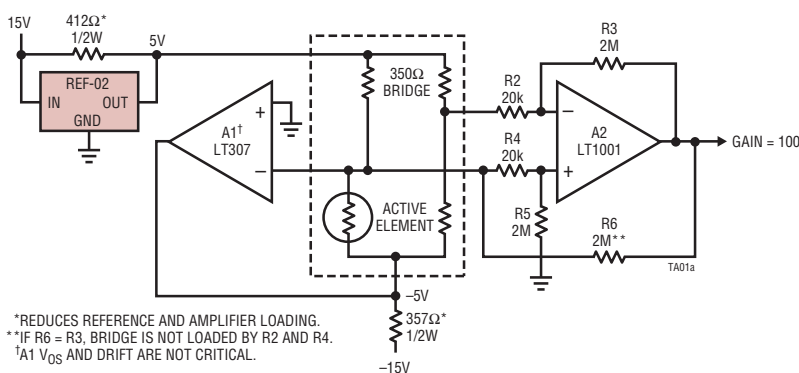 15V
412Ω*
1/2W
5V
REF-02
IN OUT
GND
A1†
LT307
+
–
350Ω
BRIDGE
ACTIVE
ELEMENT
R2
20k
R4
20k
R3
2M
–
A2
LT1001
+
GAIN = 100
R5
2M
R6
2M**
TA01a
–5V
357Ω*
1/2W
–15V
*REDUCES REFERENCE AND AMPLIFIER LOADING.
**IF R6 = R3, BRIDGE IS NOT LOADED BY R2 AND R4.
†A1 VOS AND DRIFT ARE NOT CRITICAL.